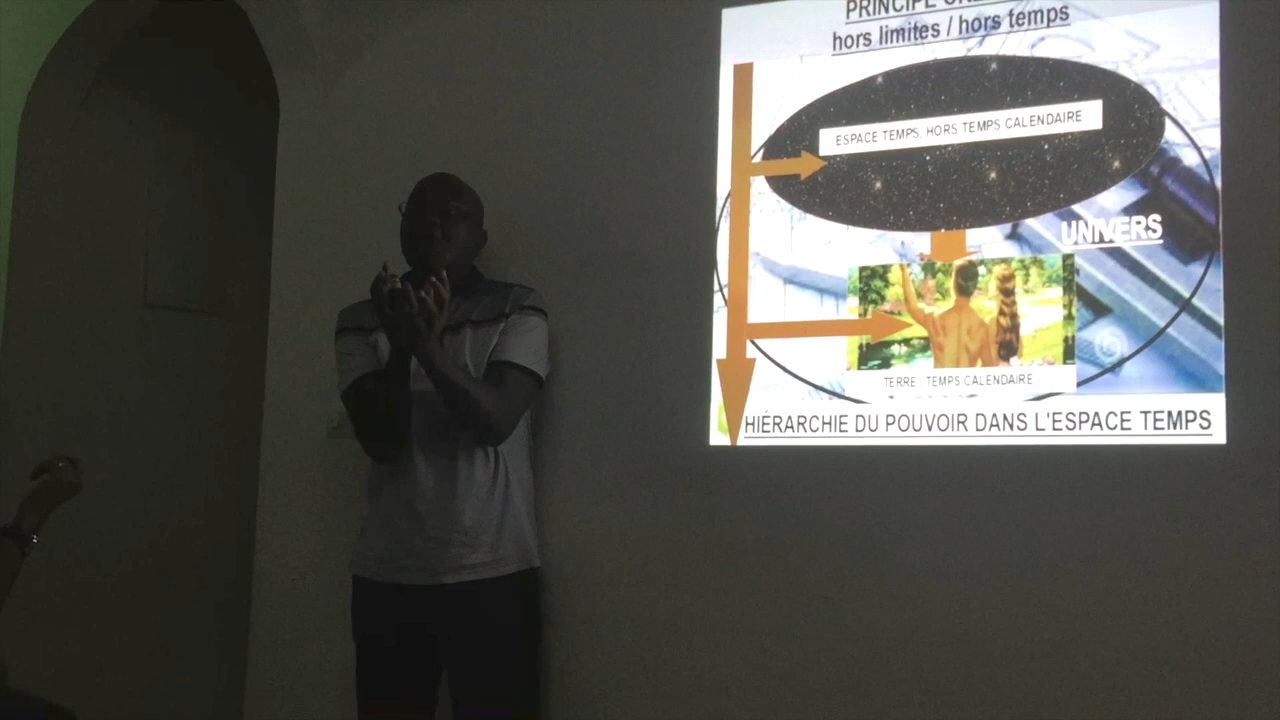 PRINCIPE
hors limites / hors temps
ESPACE TEMPS, HORS TEMPS CALENDAIRE
UNIVERS
TERRE TEMPS CALENDAIRE
HIÉRARCHIE DU POUVOIR DANS L'ESPACE TEMPS